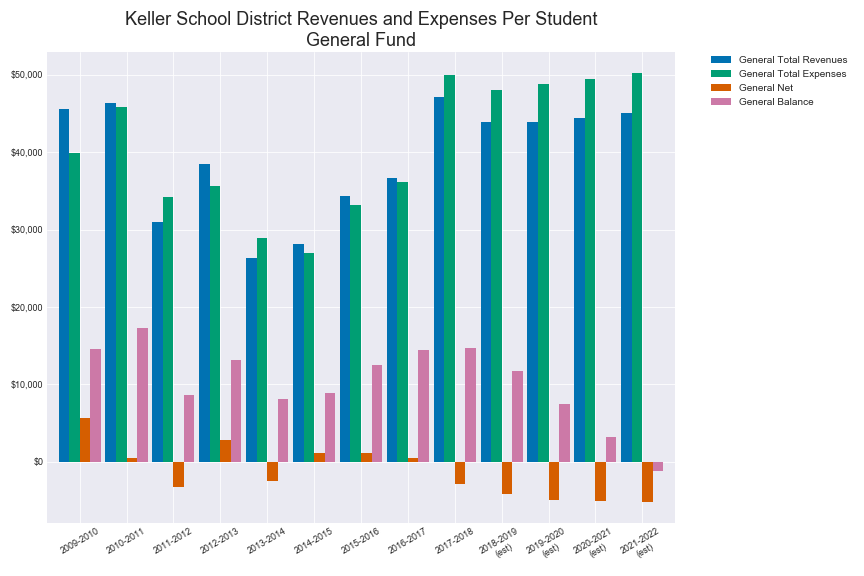 Keller School District Revenues and Expenses Per Student
General Fund
General Total Revenues
General Total Expenses
General Net
General Balance
$50,000
$40,000
$30,000
$20,000
$10,000
$0
2009-2010
2010-2011
2011-2012
2012-2013
2013-2014
2014-2015
2015-2016
2016-2017
2017-2018
2018-2019
(est)
2019-2020
(est)
2020-2021
(est)
2021-2022
(est)